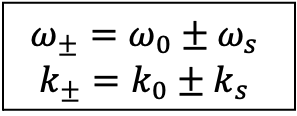 ω± = ω0 ± ωs
k± = k0 ± ks